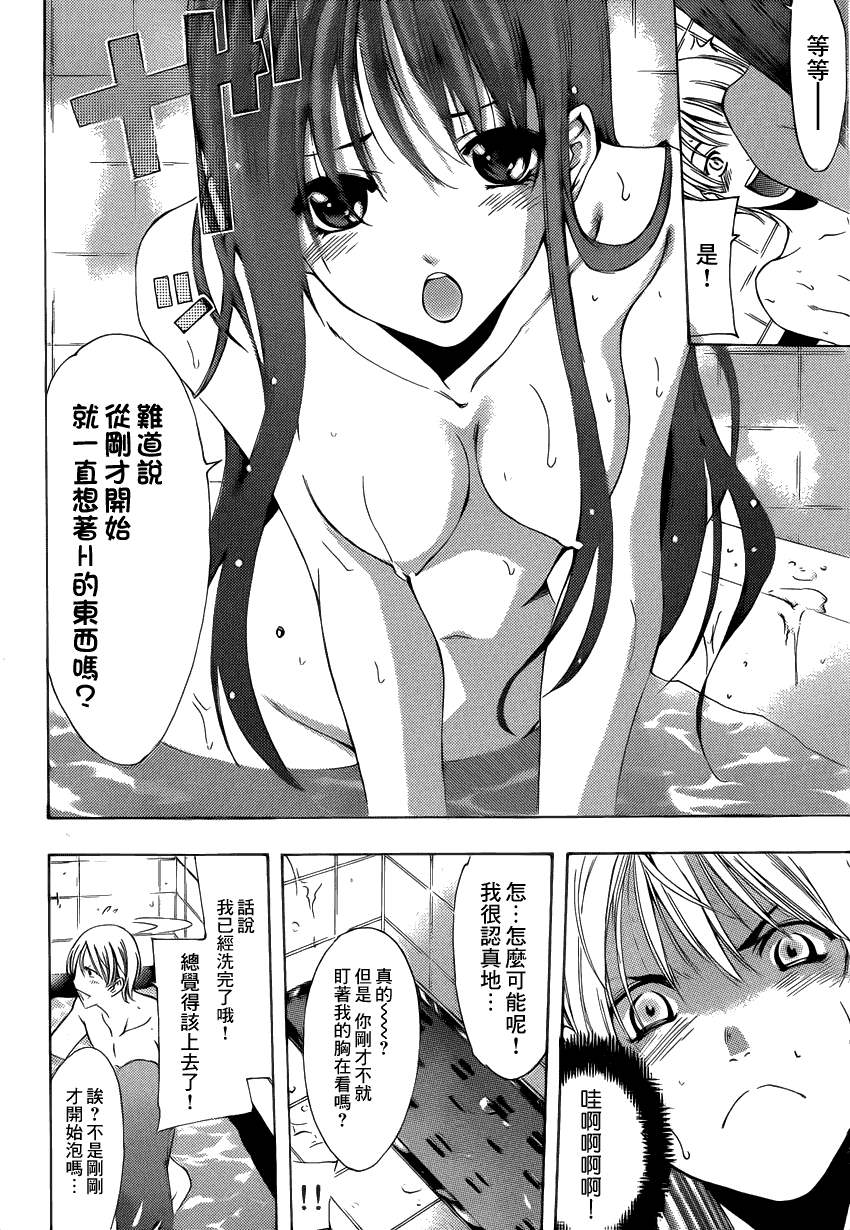 等等──
是！
難道說
從剛才開始
就一直想著H的東西嗎？
怎…怎麼可能呢！
我很認真地…
哇啊啊啊啊！
真的~~~？
但是 你剛才不就
盯著我的胸在看嗎？
！！
話說
我已經洗完了哦！
總覺得該上去了！
誒？不是剛剛
才開始泡嗎…